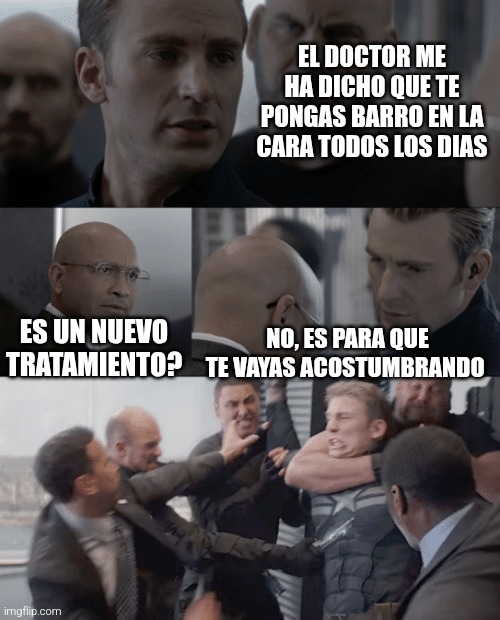 EL DOCTOR ME
HA DICHO QUE TE
PONGAS BARRO EN LA
CARA TODOS LOS DIAS
ES UN NUEVO
TRATAMIENTO?
NO, ES PARA QUE
TE VAYAS ACOSTUMBRANDO
imgflip.com